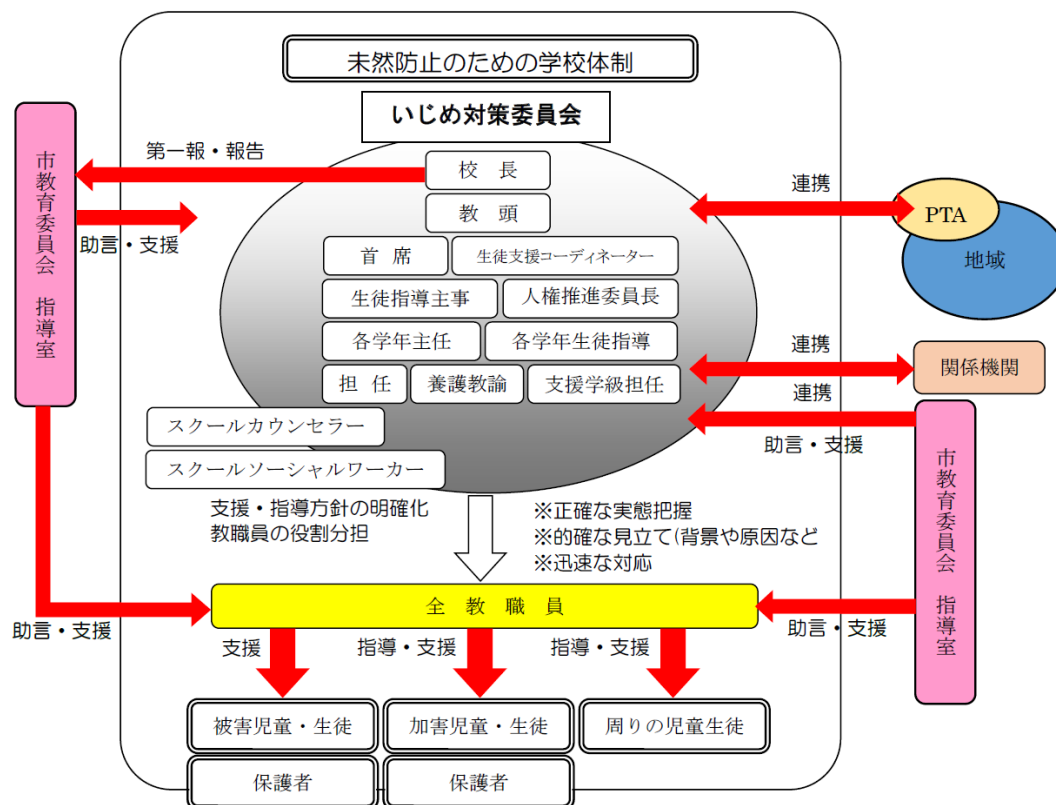 未然防止のための学校体制
いじめ対策委員会
第一報・報告
校　長
連携
市教育委員会　指導室
教　頭
PTA
助言・支援
地域
首　席
生徒支援コーディネーター
生徒指導主事
人権推進委員長
各学年主任
各学年生徒指導
連携
関係機関
担　任
養護教諭
支援学級担任
連携
スクールカウンセラー
助言・支援
スクールソーシャルワーカー
市教育委員会　指導室
支援・指導方針の明確化
教職員の役割分担
※正確な実態把握
※的確な見立て(背景や原因など
※迅速な対応
全　教　職　員
助言・支援
助言・支援
支援
指導・支援
指導・支援
被害児童・生徒
加害児童・生徒
周りの児童生徒
保護者
保護者